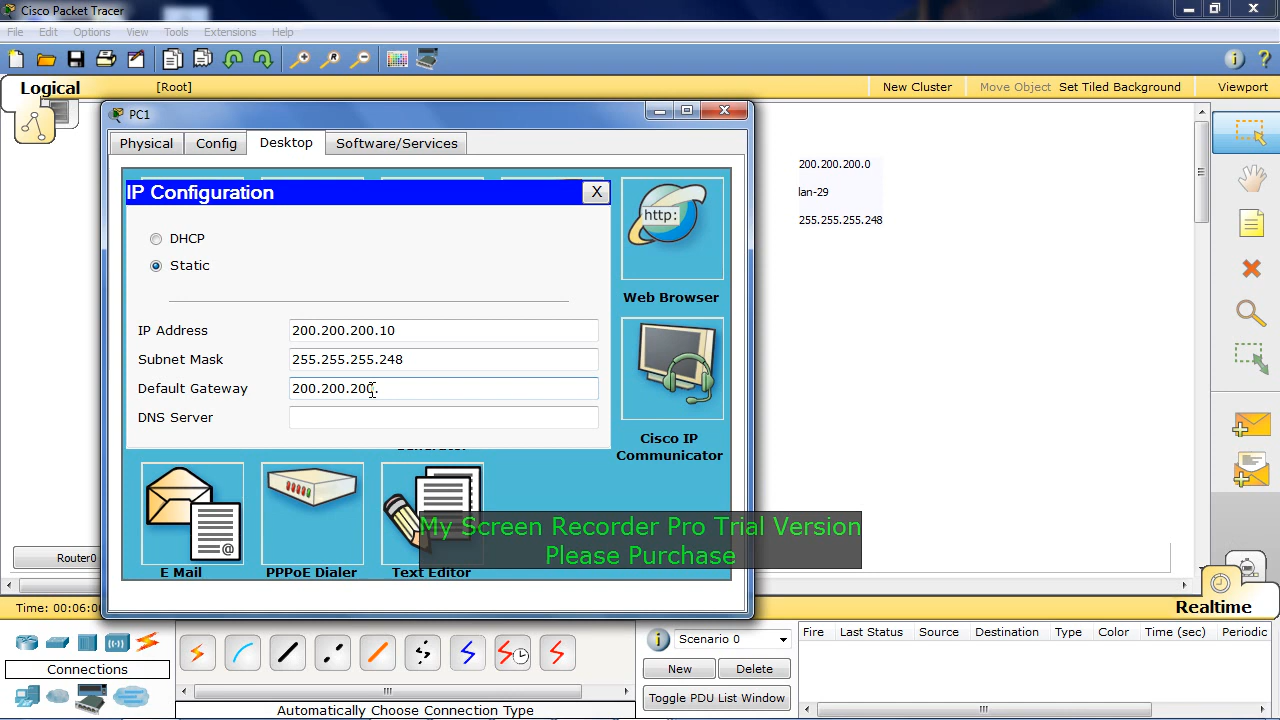 Cisco Packet Tracer
File Edit View Tools Extensions Help
Logical
[Root]
New Cluster
Move Object
Set Tiled Background
Viewport
PC1
Physical
Config
Desktop
Software/Services
IP Configuration
X
DHCP
Static
IP Address
200.200.200.10
Subnet Mask
255.255.255.248
Default Gateway
200.200.200.
DNS Server
http:
Web Browser
Cisco IP
Communicator
E Mail
PPPoE Dialer
Text Editor
200.200.200.0
lan-29
255.255.255.248
My Screen Recorder Pro Trial Version
Please Purchase
Router0
Realtime
Connections
Automatically Choose Connection Type
Scenario 0
New
Delete
Toggle PDU List Window
Fire Last Status Source Destination Type Color Time (sec) Periodic